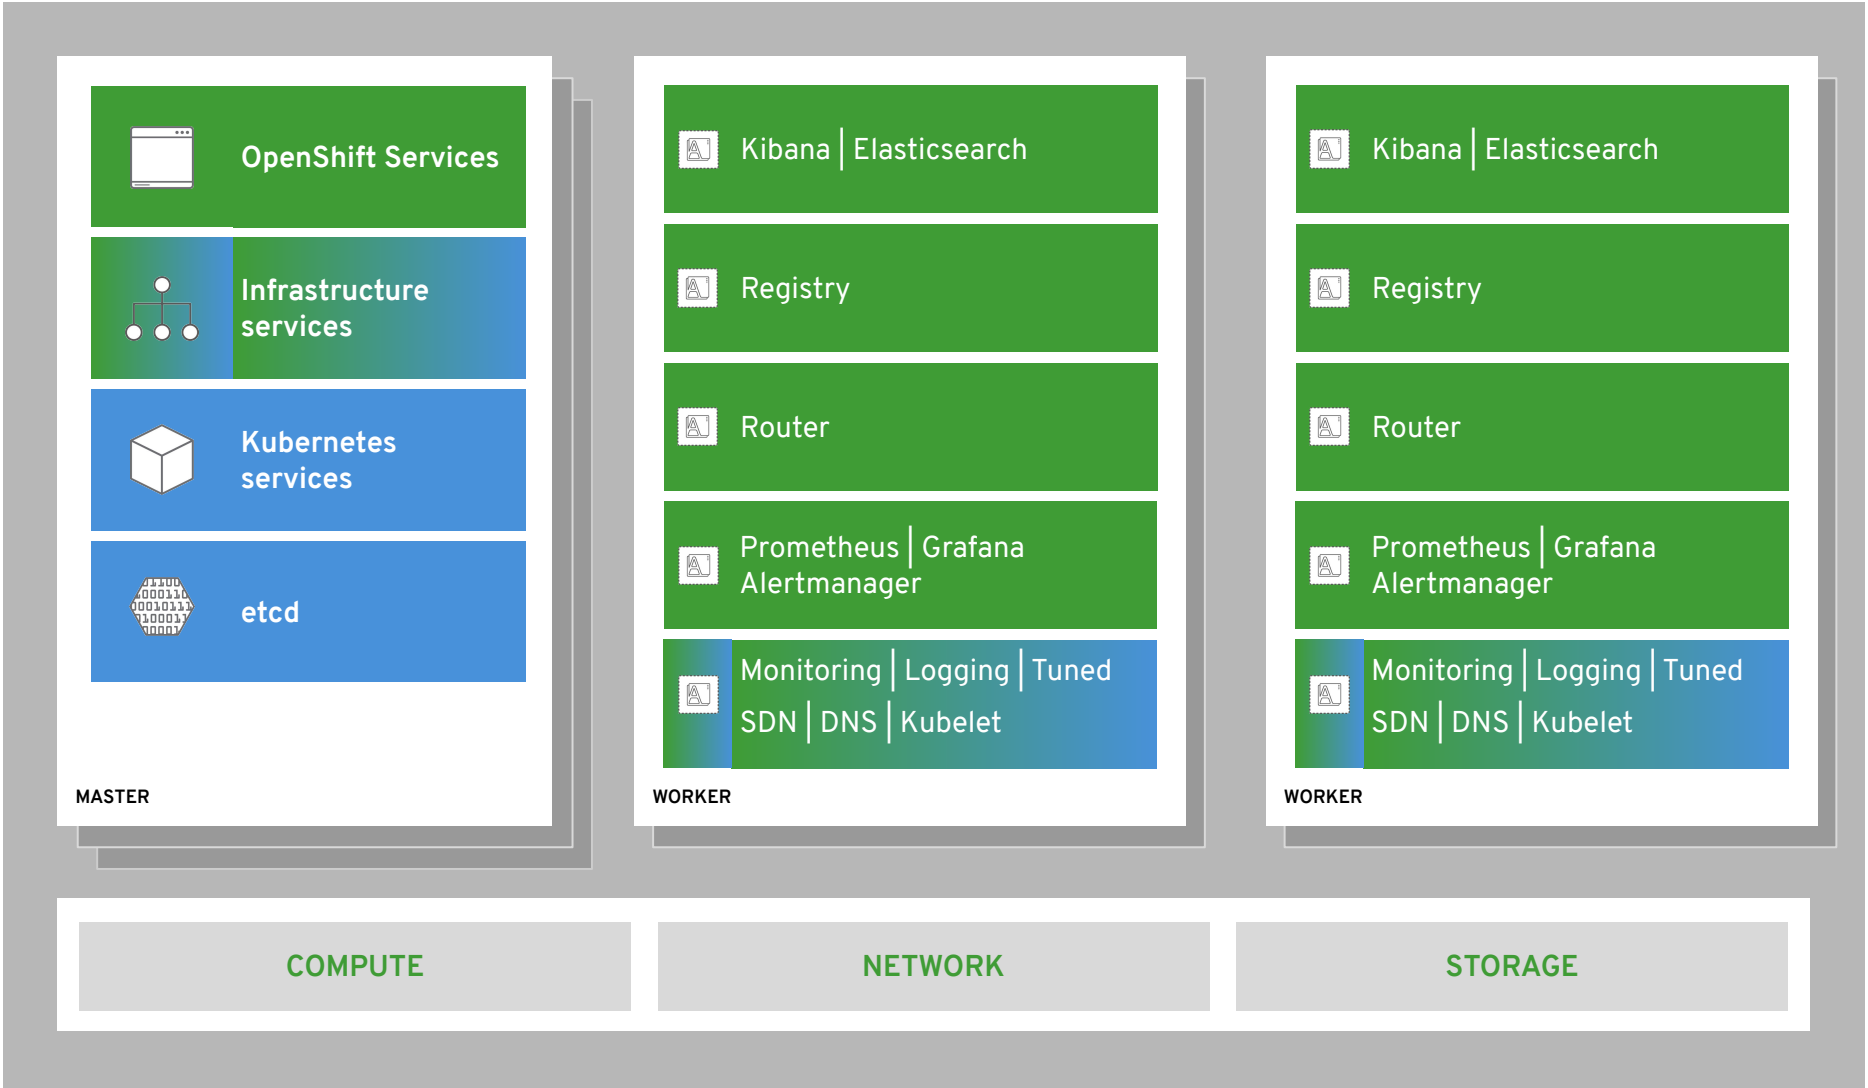 OpenShift Services
Infrastructure
services
Kubernetes
services
etcd
MASTER
Kibana | Elasticsearch
Registry
Router
Prometheus | Grafana
Alertmanager
Monitoring | Logging | Tuned
SDN | DNS | Kubelet
WORKER
Kibana | Elasticsearch
Registry
Router
Prometheus | Grafana
Alertmanager
Monitoring | Logging | Tuned
SDN | DNS | Kubelet
WORKER
COMPUTE
NETWORK
STORAGE